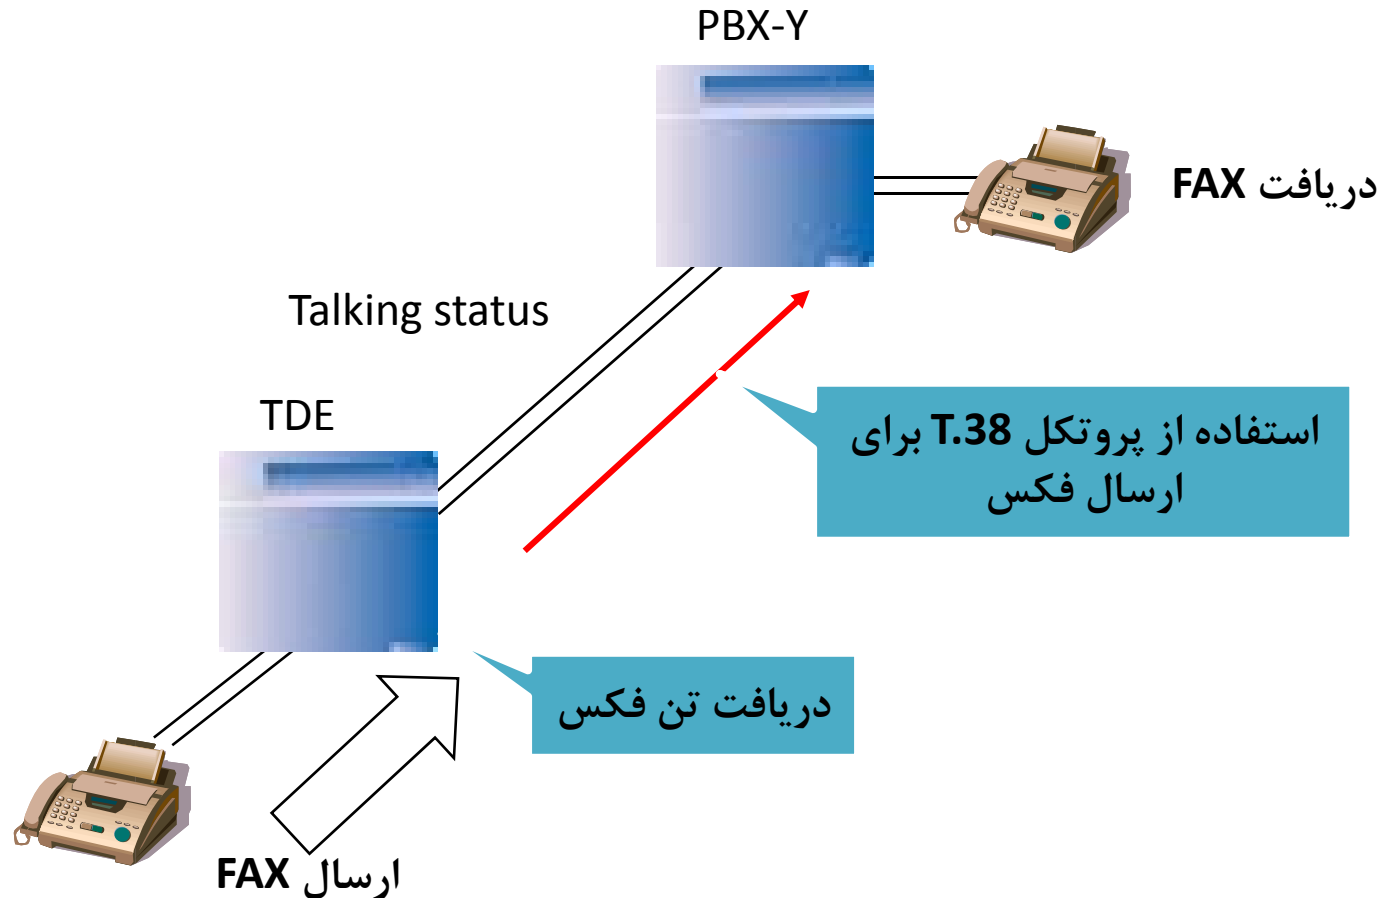 PBX-Y
دریافت FAX
Talking status
TDE
استفاده از پروتکل T.38 برای
ارسال فکس
دریافت تن فکس
ارسال FAX